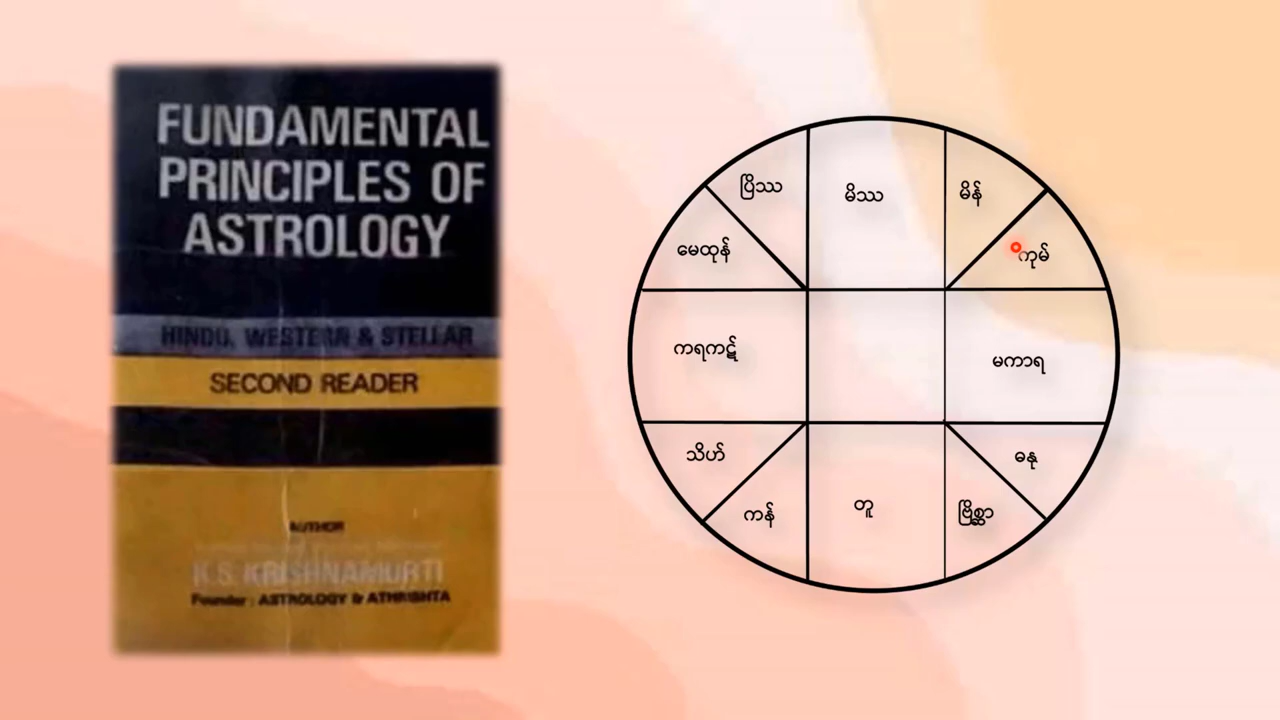 FUNDAMENTAL
PRINCIPLES OF
ASTROLOGY
HINDU, WESTERN & STELLAR
SECOND READER
AUTHOR
K.S. KRISHNAMURTI
Founder : ASTROLOGY & ATHRISHTA
ပြိဿ
မိဿ
မိန်
မေထုန်
ကုမ်
ကရကဋ်
မကာရ
သိဟ်
ဓနု
ကန်
တူ
ဗြိစ္ဆာ